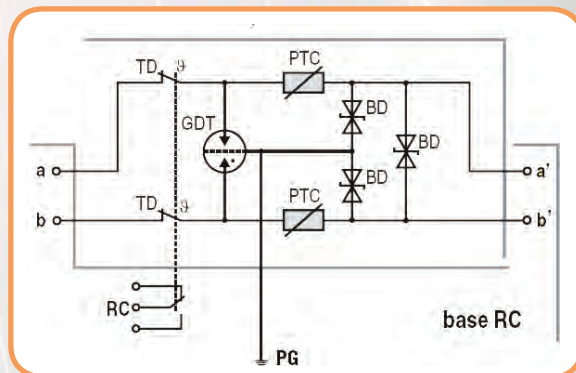 TD ϑ PTC
GDT BD
BD
a a'
TD ϑ PTC BD
b b'
RC
base RC
PG